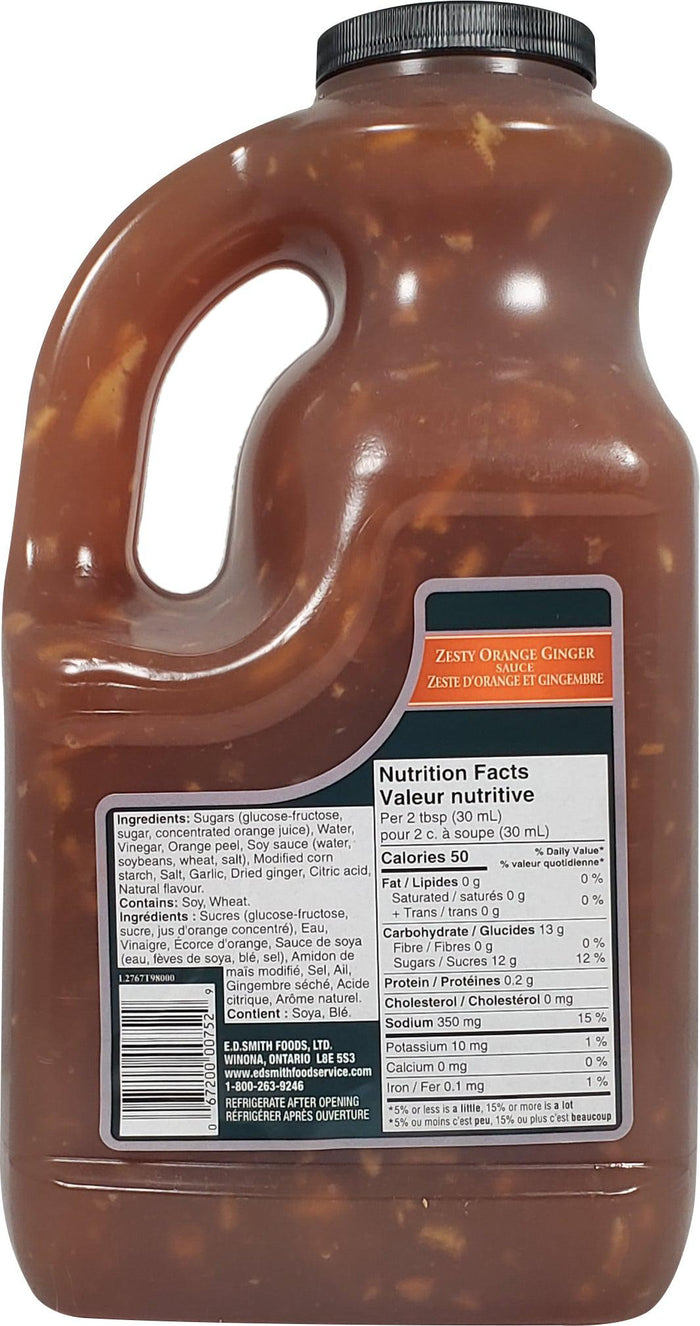 ZESTY ORANGE GINGER
SAUCE
ZESTE D'ORANGE ET GINGEMBRE
Ingredients: Sugars (glucose-fructose,
sugar, concentrated orange juice), Water,
Vinegar, Orange peel, Soy sauce (water,
soybeans, wheat, salt), Modified corn
starch, Salt, Garlic, Dried ginger, Citric acid,
Natural flavour.
Contains: Soy, Wheat.
Ingrédients : Sucres (glucose-fructose,
sucre, jus d'orange concentré), Eau,
Vinaigre, Écorce d'orange, Sauce de soya
(eau, fèves de soya, blé, sel), Amidon de
maïs modifié, Sel, Ail,
Gingembre séché, Acide
citrique, Arôme naturel.
Contient : Soya, Blé.
L2767T98000
0 67200 00752 9
E.D.SMITH FOODS, LTD.
WINONA, ONTARIO L8E 5S3
www.edsmithfoodservice.com
1-800-263-9246
REFRIGERATE AFTER OPENING
RÉFRIGÉRER APRÈS OUVERTURE
Nutrition Facts
Valeur nutritive
Per 2 tbsp (30 mL)
pour 2 c. à soupe (30 mL)
Calories 50
% Daily Value*
% valeur quotidienne*
Fat / Lipides 0 g 0 %
Saturated / saturés 0 g
+ Trans / trans 0 g 0 %
Carbohydrate / Glucides 13 g
Fibre / Fibres 0 g 0 %
Sugars / Sucres 12 g 12 %
Protein / Protéines 0.2 g
Cholesterol / Cholestérol 0 mg
Sodium 350 mg 15 %
Potassium 10 mg 1 %
Calcium 0 mg 0 %
Iron / Fer 0.1 mg 1 %
*5% or less is a little, 15% or more is a lot
*5% ou moins c'est peu, 15% ou plus c'est beaucoup